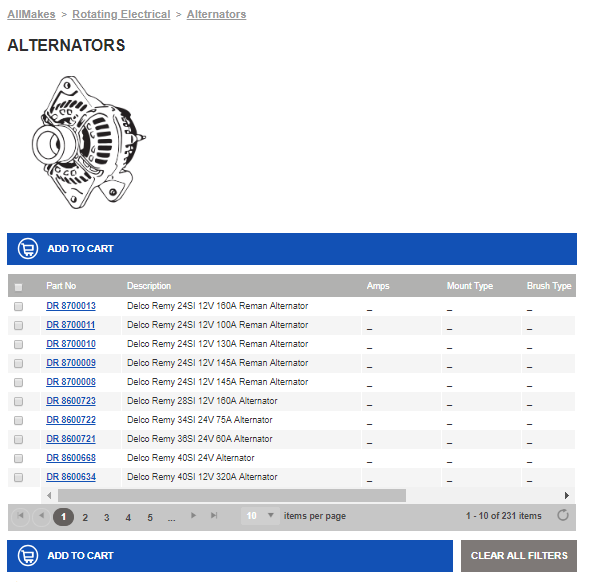 AllMakes > Rotating Electrical > Alternators
ALTERNATORS
ADD TO CART
Part No Description Amps Mount Type Brush Type
DR 8700013 Delco Remy 24SI 12V 160A Reman Alternator _ _ _
DR 8700011 Delco Remy 24SI 12V 100A Reman Alternator _ _ _
DR 8700010 Delco Remy 24SI 12V 130A Reman Alternator _ _ _
DR 8700009 Delco Remy 24SI 12V 145A Reman Alternator _ _ _
DR 8700008 Delco Remy 24SI 12V 145A Reman Alternator _ _ _
DR 8600723 Delco Remy 28SI 12V 160A Alternator _ _ _
DR 8600722 Delco Remy 34SI 24V 75A Alternator _ _ _
DR 8600721 Delco Remy 36SI 24V 60A Alternator _ _ _
DR 8600668 Delco Remy 40SI 24V Alternator _ _ _
DR 8600634 Delco Remy 40SI 12V 320A Alternator _ _ _
1 2 3 4 5 ... 10 items per page 1 - 10 of 231 items
ADD TO CART CLEAR ALL FILTERS